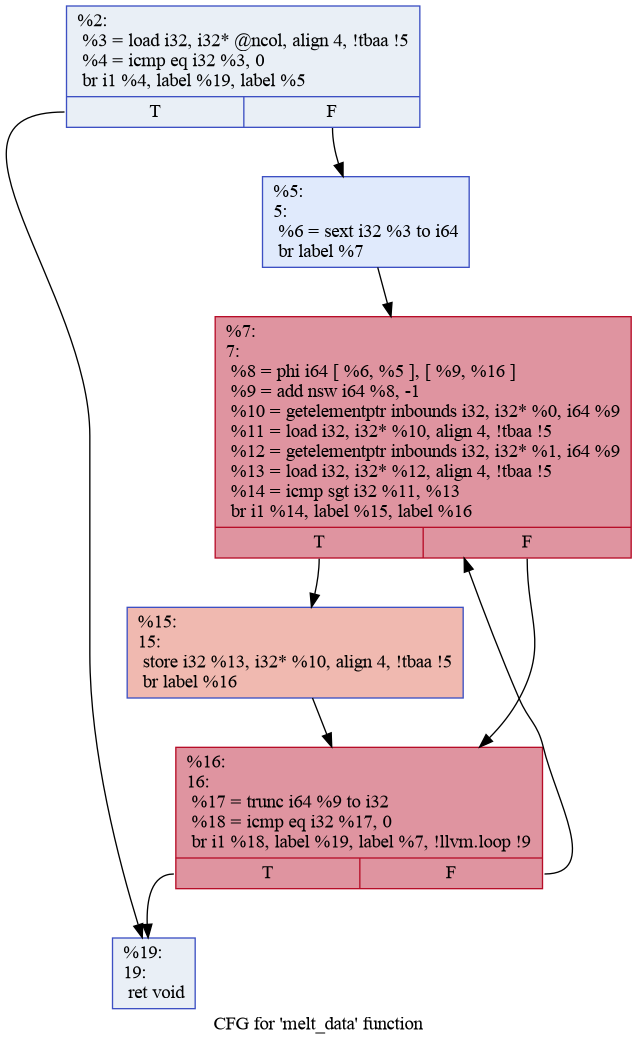 %2:
%3 = load i32, i32* @ncol, align 4, !tbaa !5
%4 = icmp eq i32 %3, 0
br i1 %4, label %19, label %5
T F
%5:
5:
%6 = sext i32 %3 to i64
br label %7
%7:
7:
%8 = phi i64 [ %6, %5 ], [ %9, %16 ]
%9 = add nsw i64 %8, -1
%10 = getelementptr inbounds i32, i32* %0, i64 %9
%11 = load i32, i32* %10, align 4, !tbaa !5
%12 = getelementptr inbounds i32, i32* %1, i64 %9
%13 = load i32, i32* %12, align 4, !tbaa !5
%14 = icmp sgt i32 %11, %13
br i1 %14, label %15, label %16
T F
%15:
15:
store i32 %13, i32* %10, align 4, !tbaa !5
br label %16
%16:
16:
%17 = trunc i64 %9 to i32
%18 = icmp eq i32 %17, 0
br i1 %18, label %19, label %7, !llvm.loop !9
T F
%19:
19:
ret void
CFG for 'melt_data' function